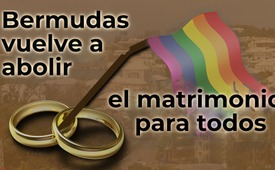 Bermudas
vuelve a
abolir
el matrimonio
para todos